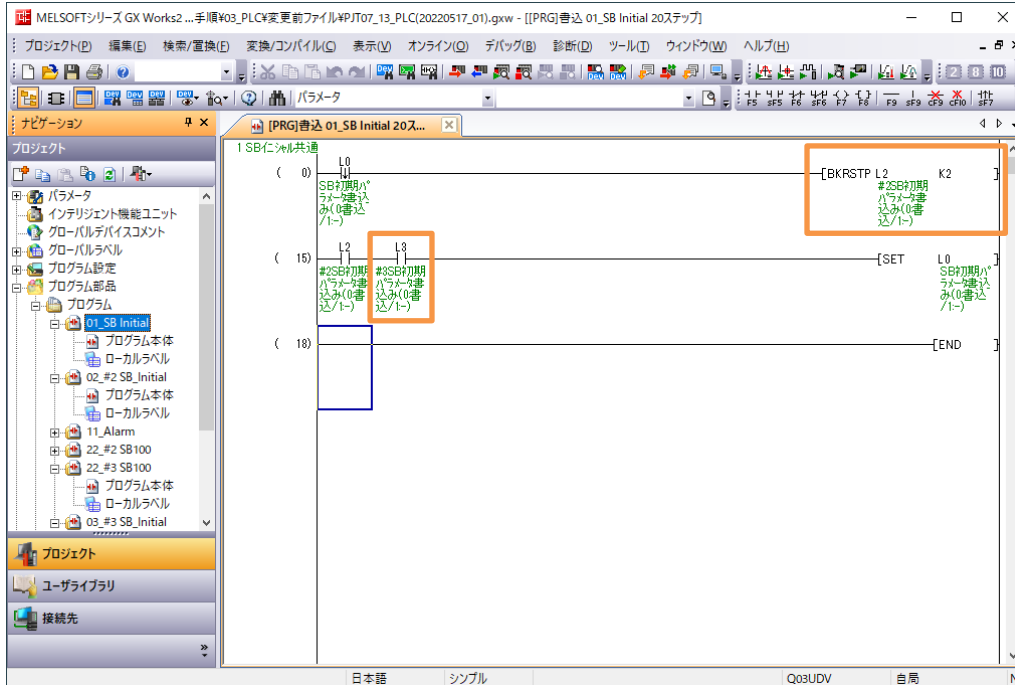 MELSOFTシリーズ GX Works2 ...手順¥03_PLC¥変更前ファイル¥PJT07_13_PLC(20220517_01).gxw - [[PRG]書込 01_SB Initial 20ステップ]
プロジェクト(P) 編集(E) 検索/置換(F) 変換/コンパイル(C) 表示(V) オンライン(O) デバッグ(B) 診断(D) ツール(T) ウィンドウ(W) ヘルプ(H)
パラメータ
F5 sF5 F6 sF6 F7 F8 F9 sF9 cF9 cF10 sF7
ナビゲーション
[PRG]書込 01_SB Initial 20ス...
プロジェクト
パラメータ
インテリジェント機能ユニット
グローバルデバイスコメント
グローバルラベル
プログラム設定
プログラム部品
プログラム
01_SB Initial
プログラム本体
ローカルラベル
02_#2 SB_Initial
プログラム本体
ローカルラベル
11_Alarm
22_#2 SB100
22_#3 SB100
プログラム本体
ローカルラベル
03_#3 SB_Initial
プロジェクト
ユーザライブラリ
接続先
1 SBイニシャル共通
L0
( 0)
[BKRSTP L2 K2 ]
SB初期パ
ラメータ書込
み(0:書込
/1:-)
#2SB初期
パラメータ書
込み(0:書
込/1:-)
L2 L3
( 15)
[SET L0 ]
#2SB初期
パラメータ書
込み(0:書
込/1:-)
#3SB初期
パラメータ書
込み(0:書
込/1:-)
SB初期パ
ラメータ書込
み(0:書込
/1:-)
( 18)
[END ]
日本語 シンプル Q03UDV 自局